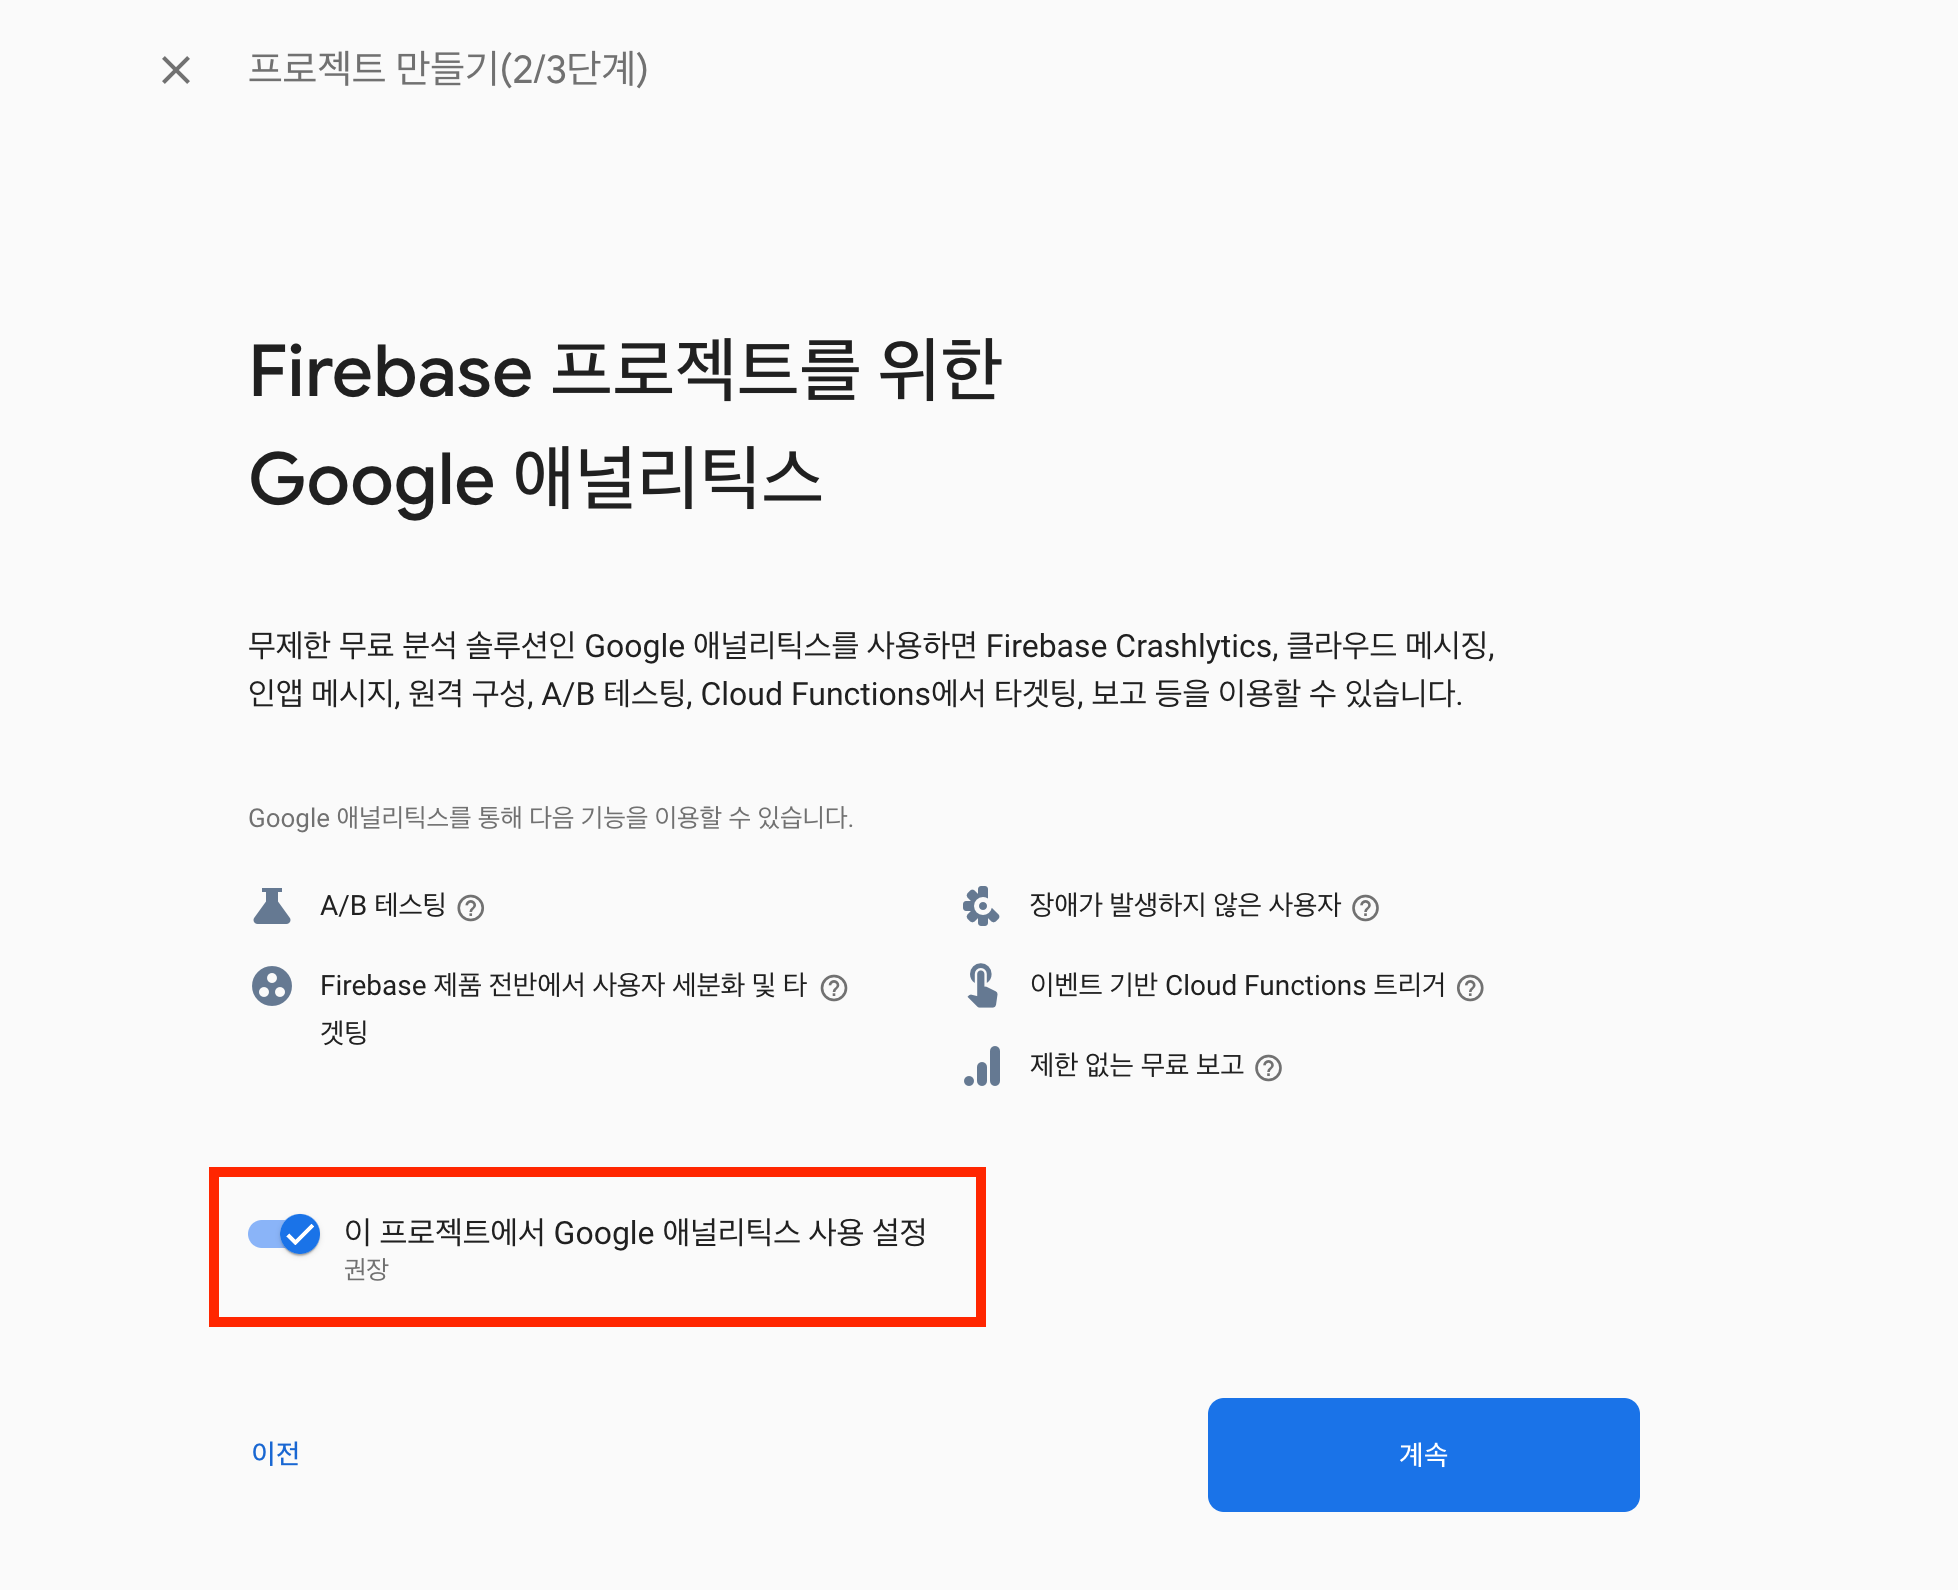 프로젝트 만들기(2/3단계)
Firebase 프로젝트를 위한
Google 애널리틱스
무제한 무료 분석 솔루션인 Google 애널리틱스를 사용하면 Firebase Crashlytics, 클라우드 메시징,
인앱 메시지, 원격 구성, A/B 테스팅, Cloud Functions에서 타겟팅, 보고 등을 이용할 수 있습니다.
Google 애널리틱스를 통해 다음 기능을 이용할 수 있습니다.
A/B 테스팅
Firebase 제품 전반에서 사용자 세분화 및 타
겟팅
장애가 발생하지 않은 사용자
이벤트 기반 Cloud Functions 트리거
제한 없는 무료 보고
이 프로젝트에서 Google 애널리틱스 사용 설정
권장
이전
계속